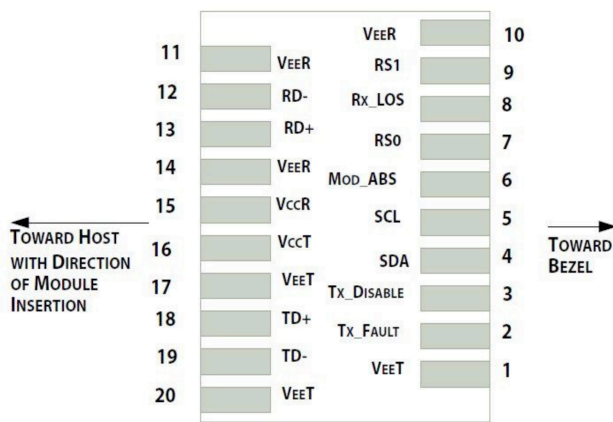 11 VEER
12 RD-
13 RD+
14 VEER
15 VCCR
16 VCCT
17 VEET
18 TD+
19 TD-
20 VEET
VEER 10
RS1 9
RX_LOS 8
RS0 7
MOD_ABS 6
SCL 5
SDA 4
TX_DISABLE 3
TX_FAULT 2
VEET 1
TOWARD HOST
WITH DIRECTION
OF MODULE
INSERTION
TOWARD
BEZEL